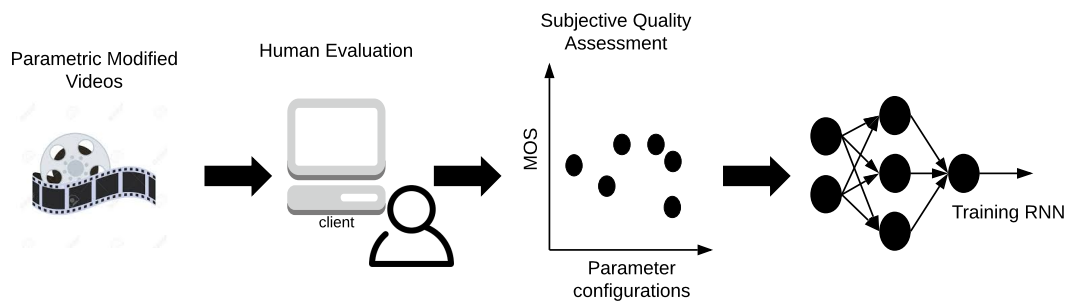 Parametric Modified
Videos
Human Evaluation
client
Subjective Quality
Assessment
MOS
Parameter
configurations
Training RNN